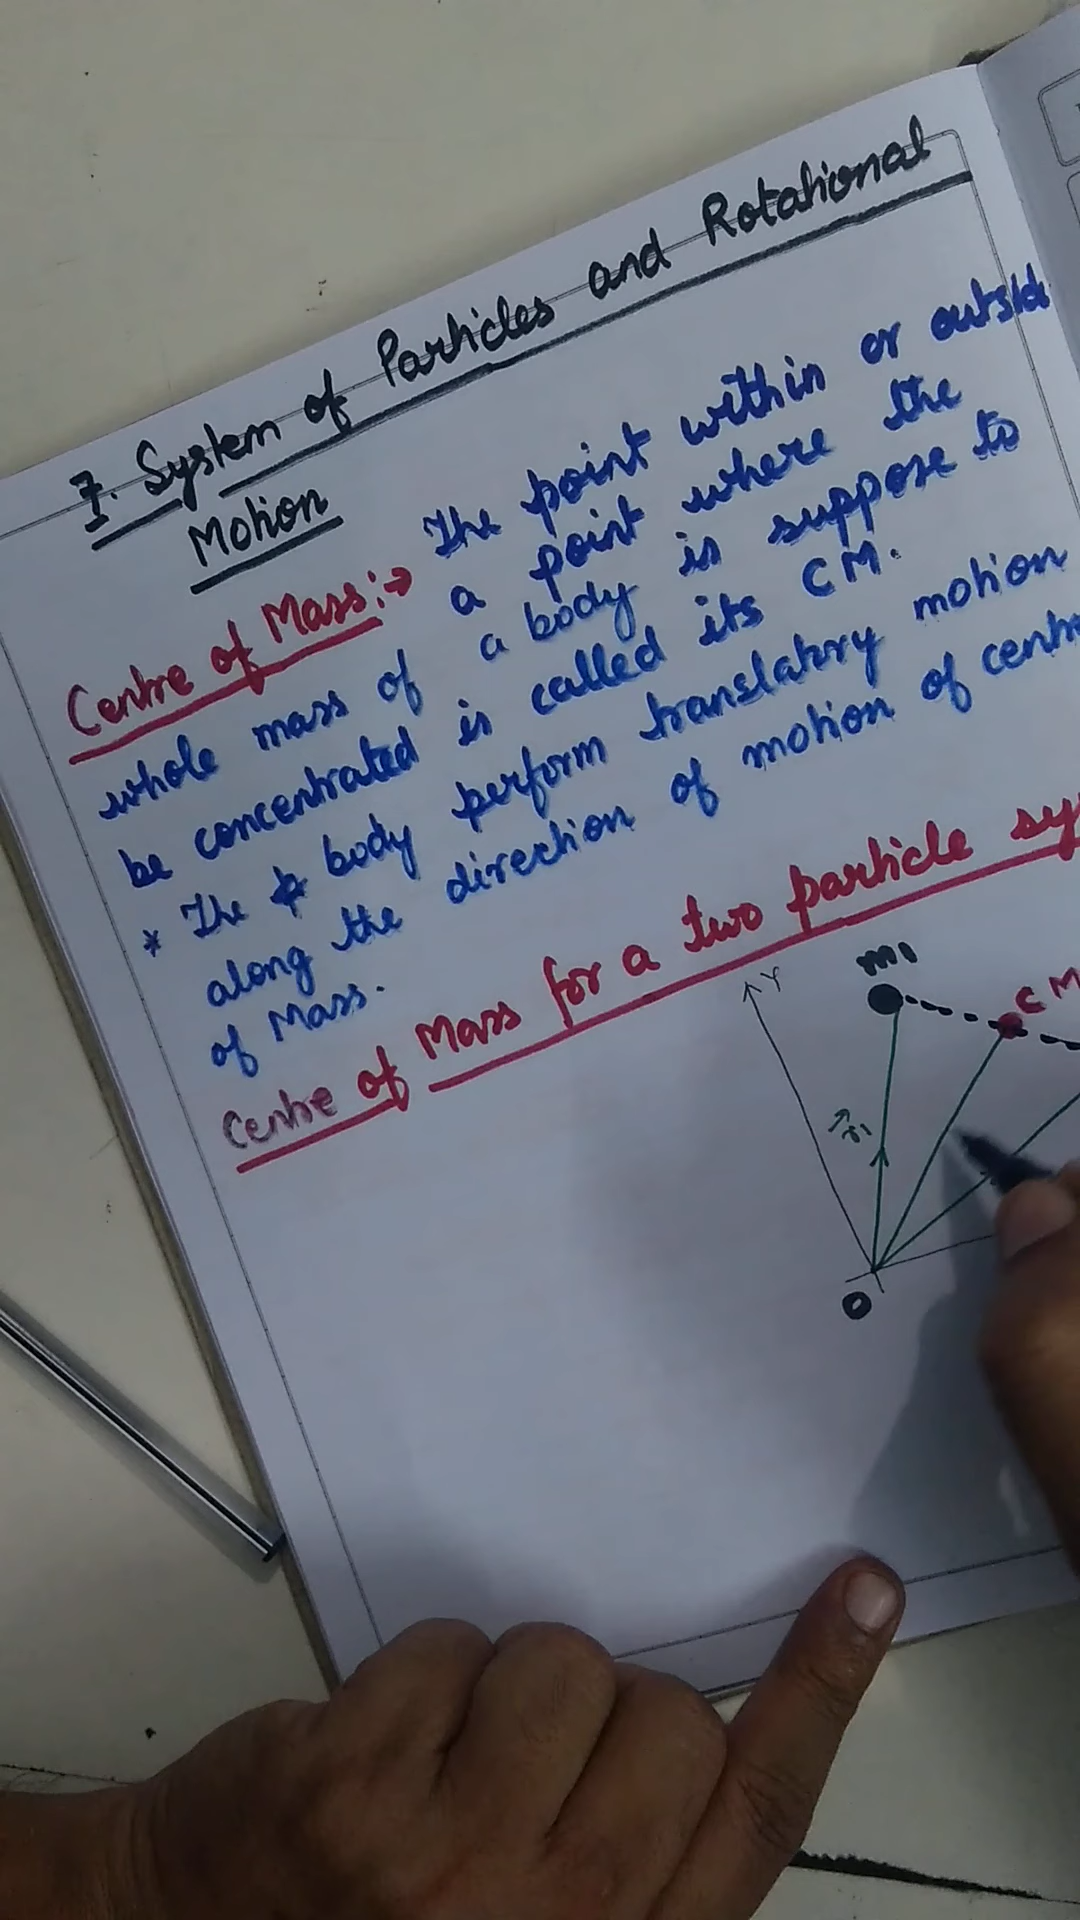 7. System of Particles and Rotational
Motion
Centre of Mass:→ The point within or outside
a point where the
whole mass of a body is suppose to
be concentrated is called its CM.
* The body perform translatory motion
along the direction of motion of centre
of Mass.
Centre of Mass for a two particle sys
Y
m1
CM
r1
O